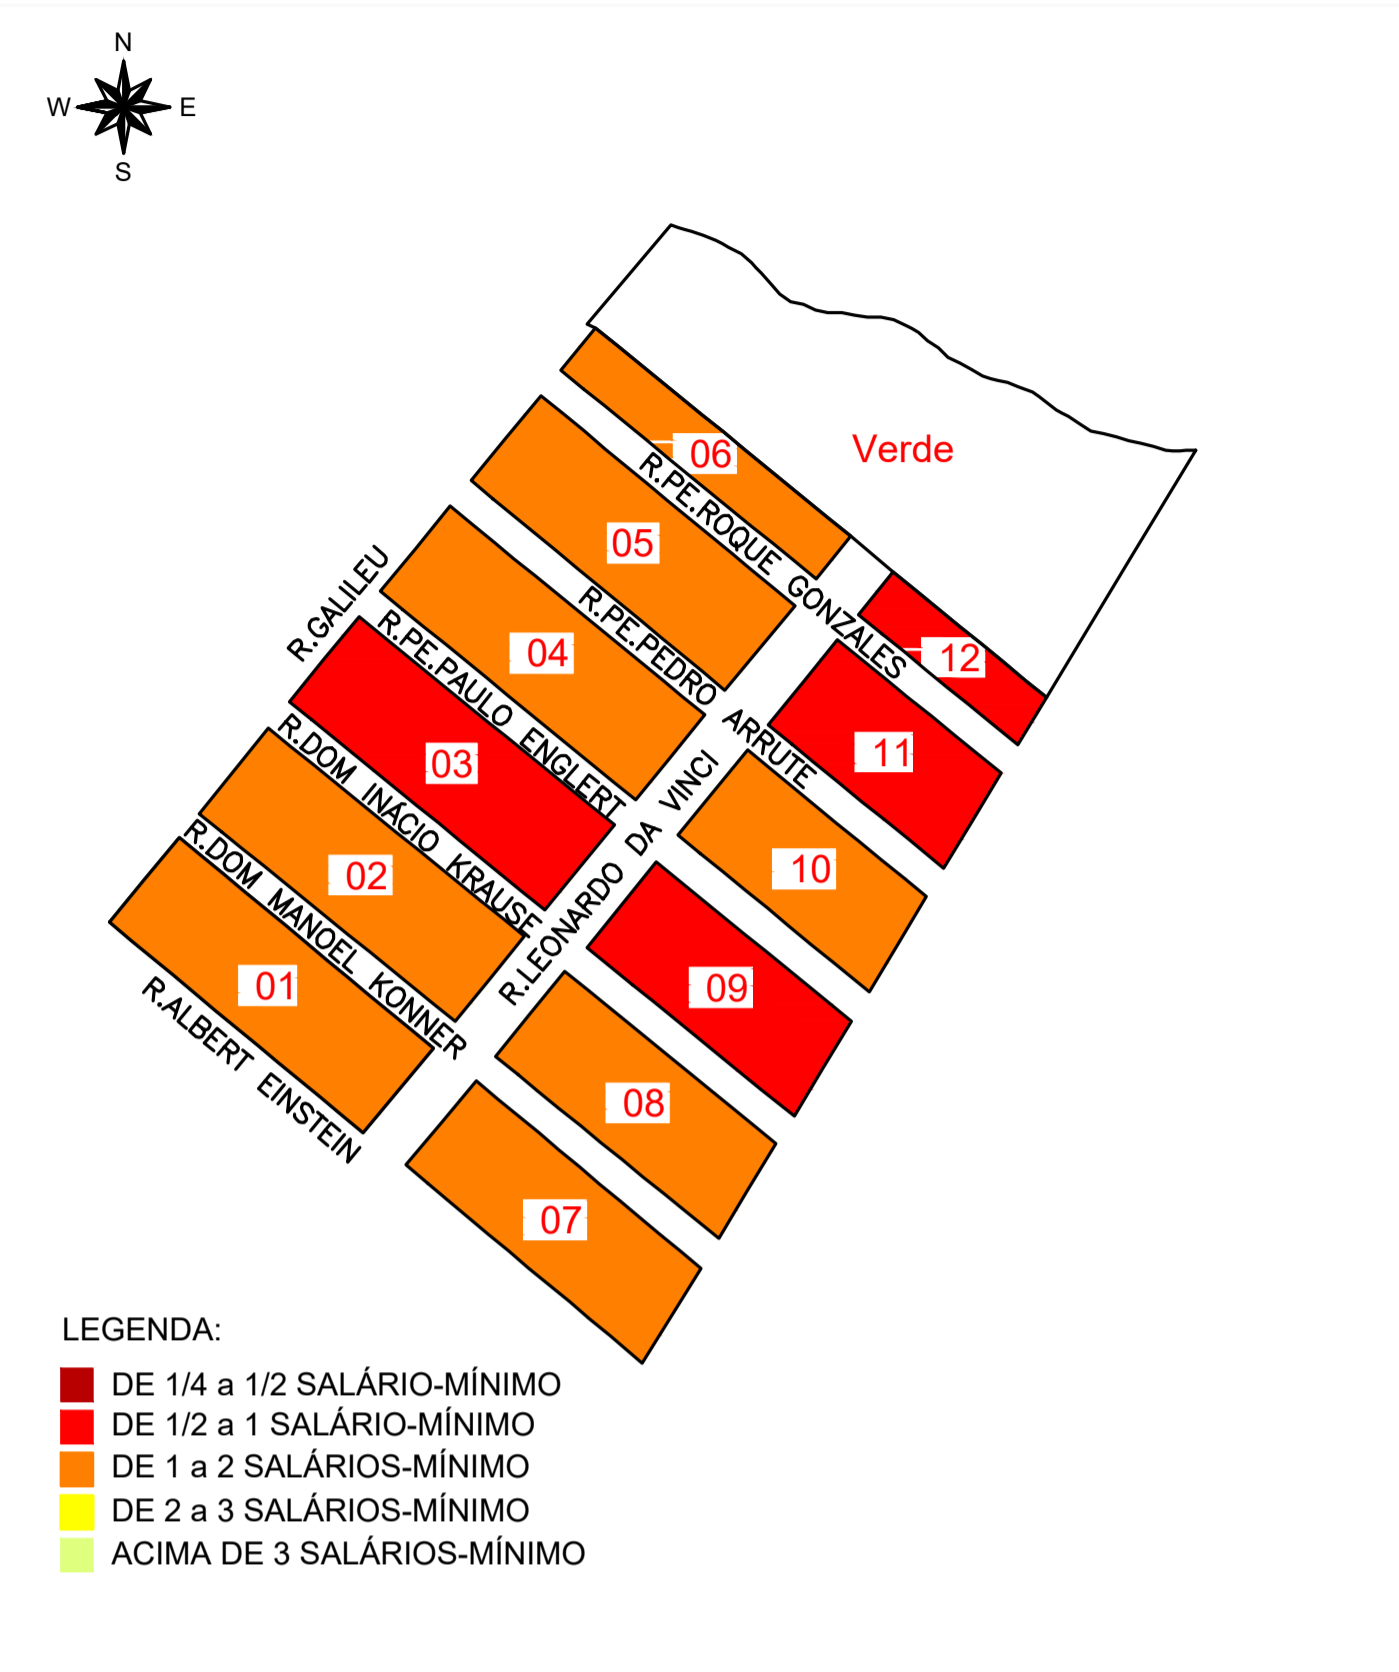 N
W E
S
Verde
06
R.PE.ROQUE GONZALES
05
12
R.PE.PEDRO ARRUTE
11
R.GALILEU
04
R.PE.PAULO ENGLERT
03
R.LEONARDO DA VINCI
10
R.DOM INÁCIO KRAUSE
02
09
R.DOM MANOEL KONNER
01
08
R.ALBERT EINSTEIN
07
LEGENDA:
DE 1/4 a 1/2 SALÁRIO-MÍNIMO
DE 1/2 a 1 SALÁRIO-MÍNIMO
DE 1 a 2 SALÁRIOS-MÍNIMO
DE 2 a 3 SALÁRIOS-MÍNIMO
ACIMA DE 3 SALÁRIOS-MÍNIMO